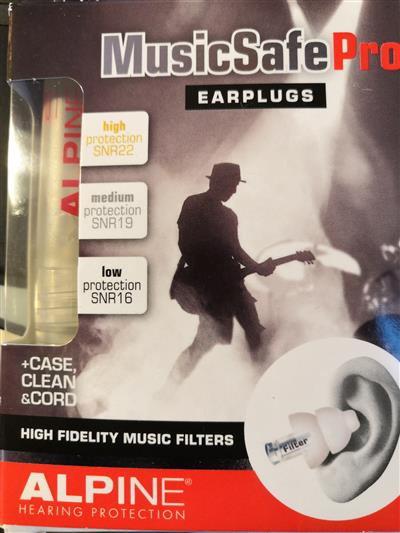 MusicSafePro
EARPLUGS
ALPINE
high
protection
SNR22
medium
protection
SNR19
low
protection
SNR16
+CASE,
CLEAN
&CORD
Filter
HIGH FIDELITY MUSIC FILTERS
ALPINE®
HEARING PROTECTION